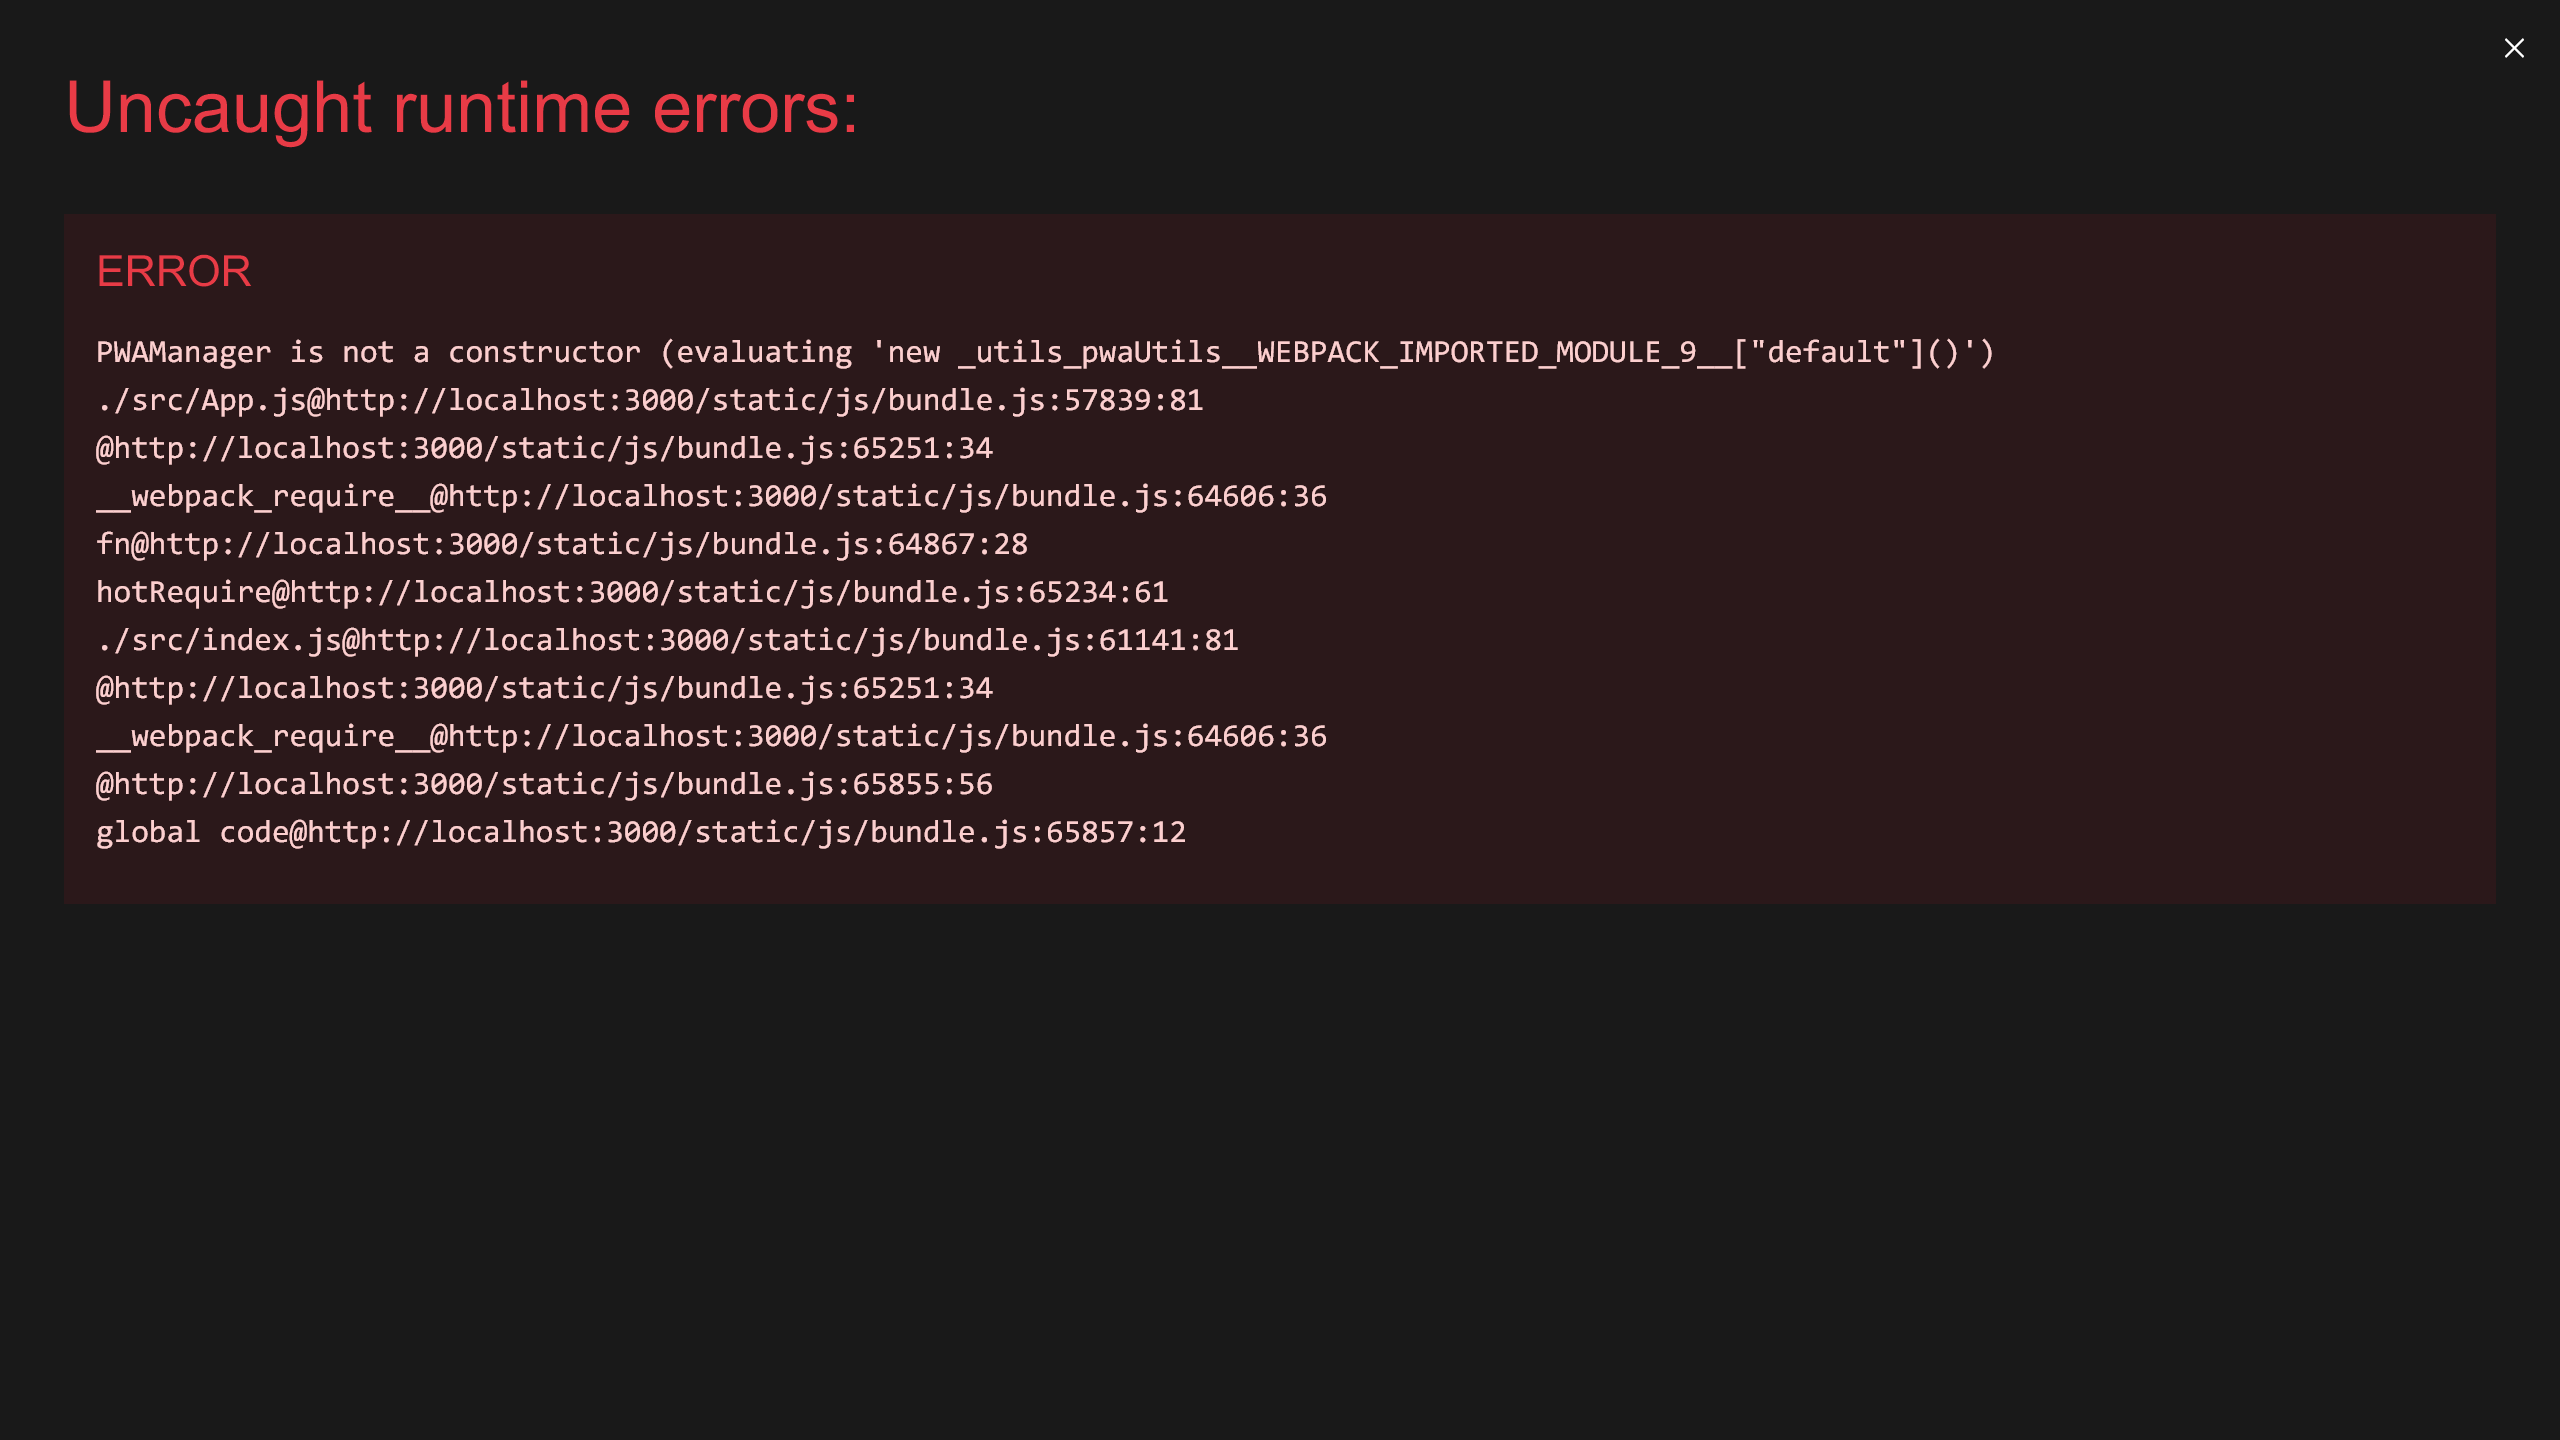 Uncaught runtime errors:
ERROR
PWAManager is not a constructor (evaluating 'new _utils_pwaUtils__WEBPACK_IMPORTED_MODULE_9__["default"]()')
./src/App.js@http://localhost:3000/static/js/bundle.js:57839:81
@http://localhost:3000/static/js/bundle.js:65251:34
__webpack_require__@http://localhost:3000/static/js/bundle.js:64606:36
fn@http://localhost:3000/static/js/bundle.js:64867:28
hotRequire@http://localhost:3000/static/js/bundle.js:65234:61
./src/index.js@http://localhost:3000/static/js/bundle.js:61141:81
@http://localhost:3000/static/js/bundle.js:65251:34
__webpack_require__@http://localhost:3000/static/js/bundle.js:64606:36
@http://localhost:3000/static/js/bundle.js:65855:56
global code@http://localhost:3000/static/js/bundle.js:65857:12